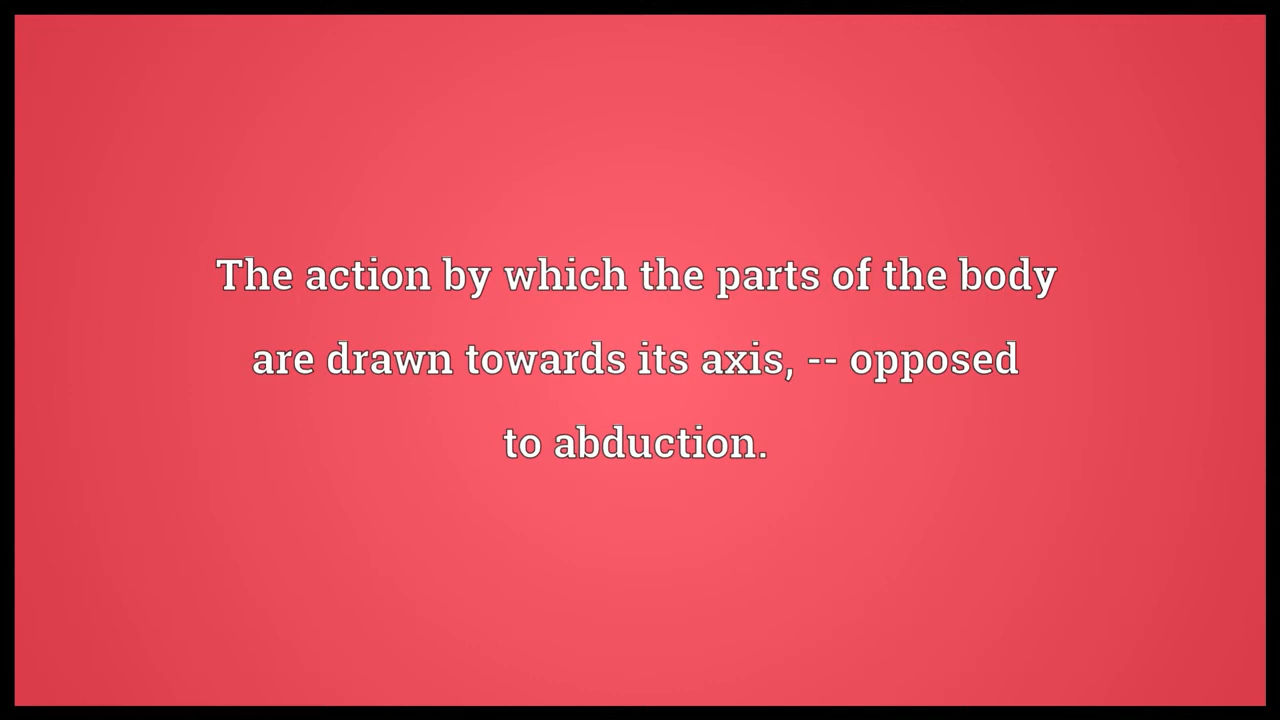 The action by which the parts of the body
are drawn towards its axis, -- opposed
to abduction.